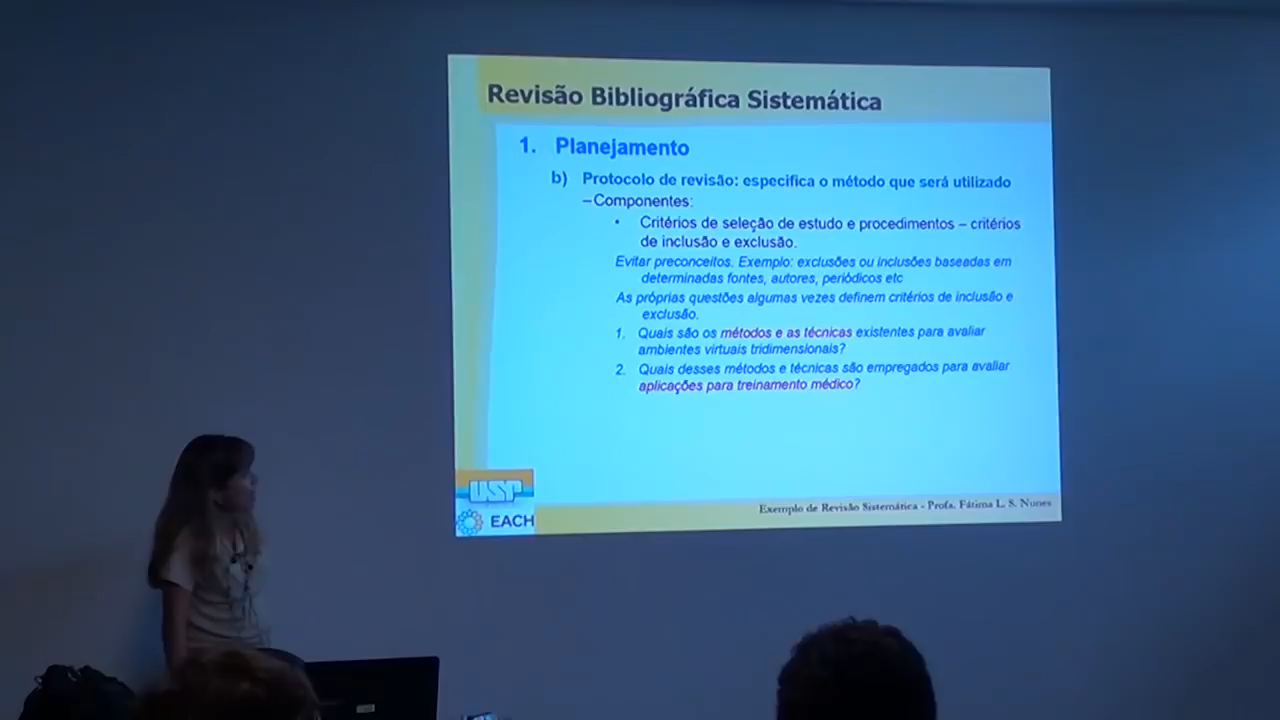 Revisão Bibliográfica Sistemática
1. Planejamento
b) Protocolo de revisão: especifica o método que será utilizado
–Componentes:
• Critérios de seleção de estudo e procedimentos – critérios
de inclusão e exclusão.
Evitar preconceitos. Exemplo: exclusões ou inclusões baseadas em
determinadas fontes, autores, periódicos etc
As próprias questões algumas vezes definem critérios de inclusão e
exclusão.
1. Quais são os métodos e as técnicas existentes para avaliar
ambientes virtuais tridimensionais?
2. Quais desses métodos e técnicas são empregados para avaliar
aplicações para treinamento médico?
USP
EACH
Exemplo de Revisão Sistemática - Profa. Fátima L. S. Nunes